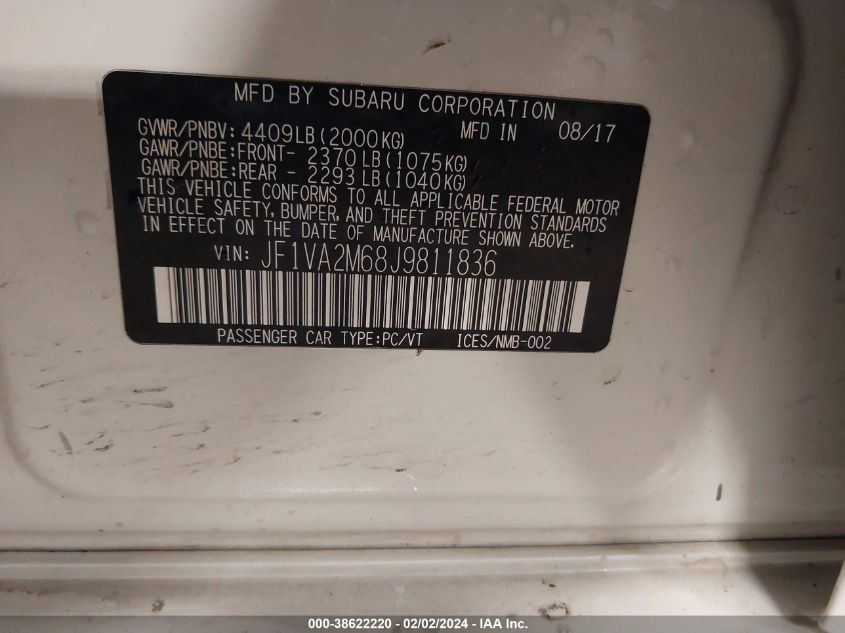 MFD BY SUBARU CORPORATION
GVWR/PNBV: 4409LB(2000KG) MFD IN 08/17
GAWR/PNBE:FRONT- 2370LB(1075KG)
GAWR/PNBE:REAR - 2293LB(1040KG)
THIS VEHICLE CONFORMS TO ALL APPLICABLE FEDERAL MOTOR
VEHICLE SAFETY, BUMPER, AND THEFT PREVENTION STANDARDS
IN EFFECT ON THE DATE OF MANUFACTURE SHOWN ABOVE.
VIN: JF1VA2M68J9811836
PASSENGER CAR TYPE:PC/VT ICES/NMB-002
000-38622220 - 02/02/2024 - IAA Inc.